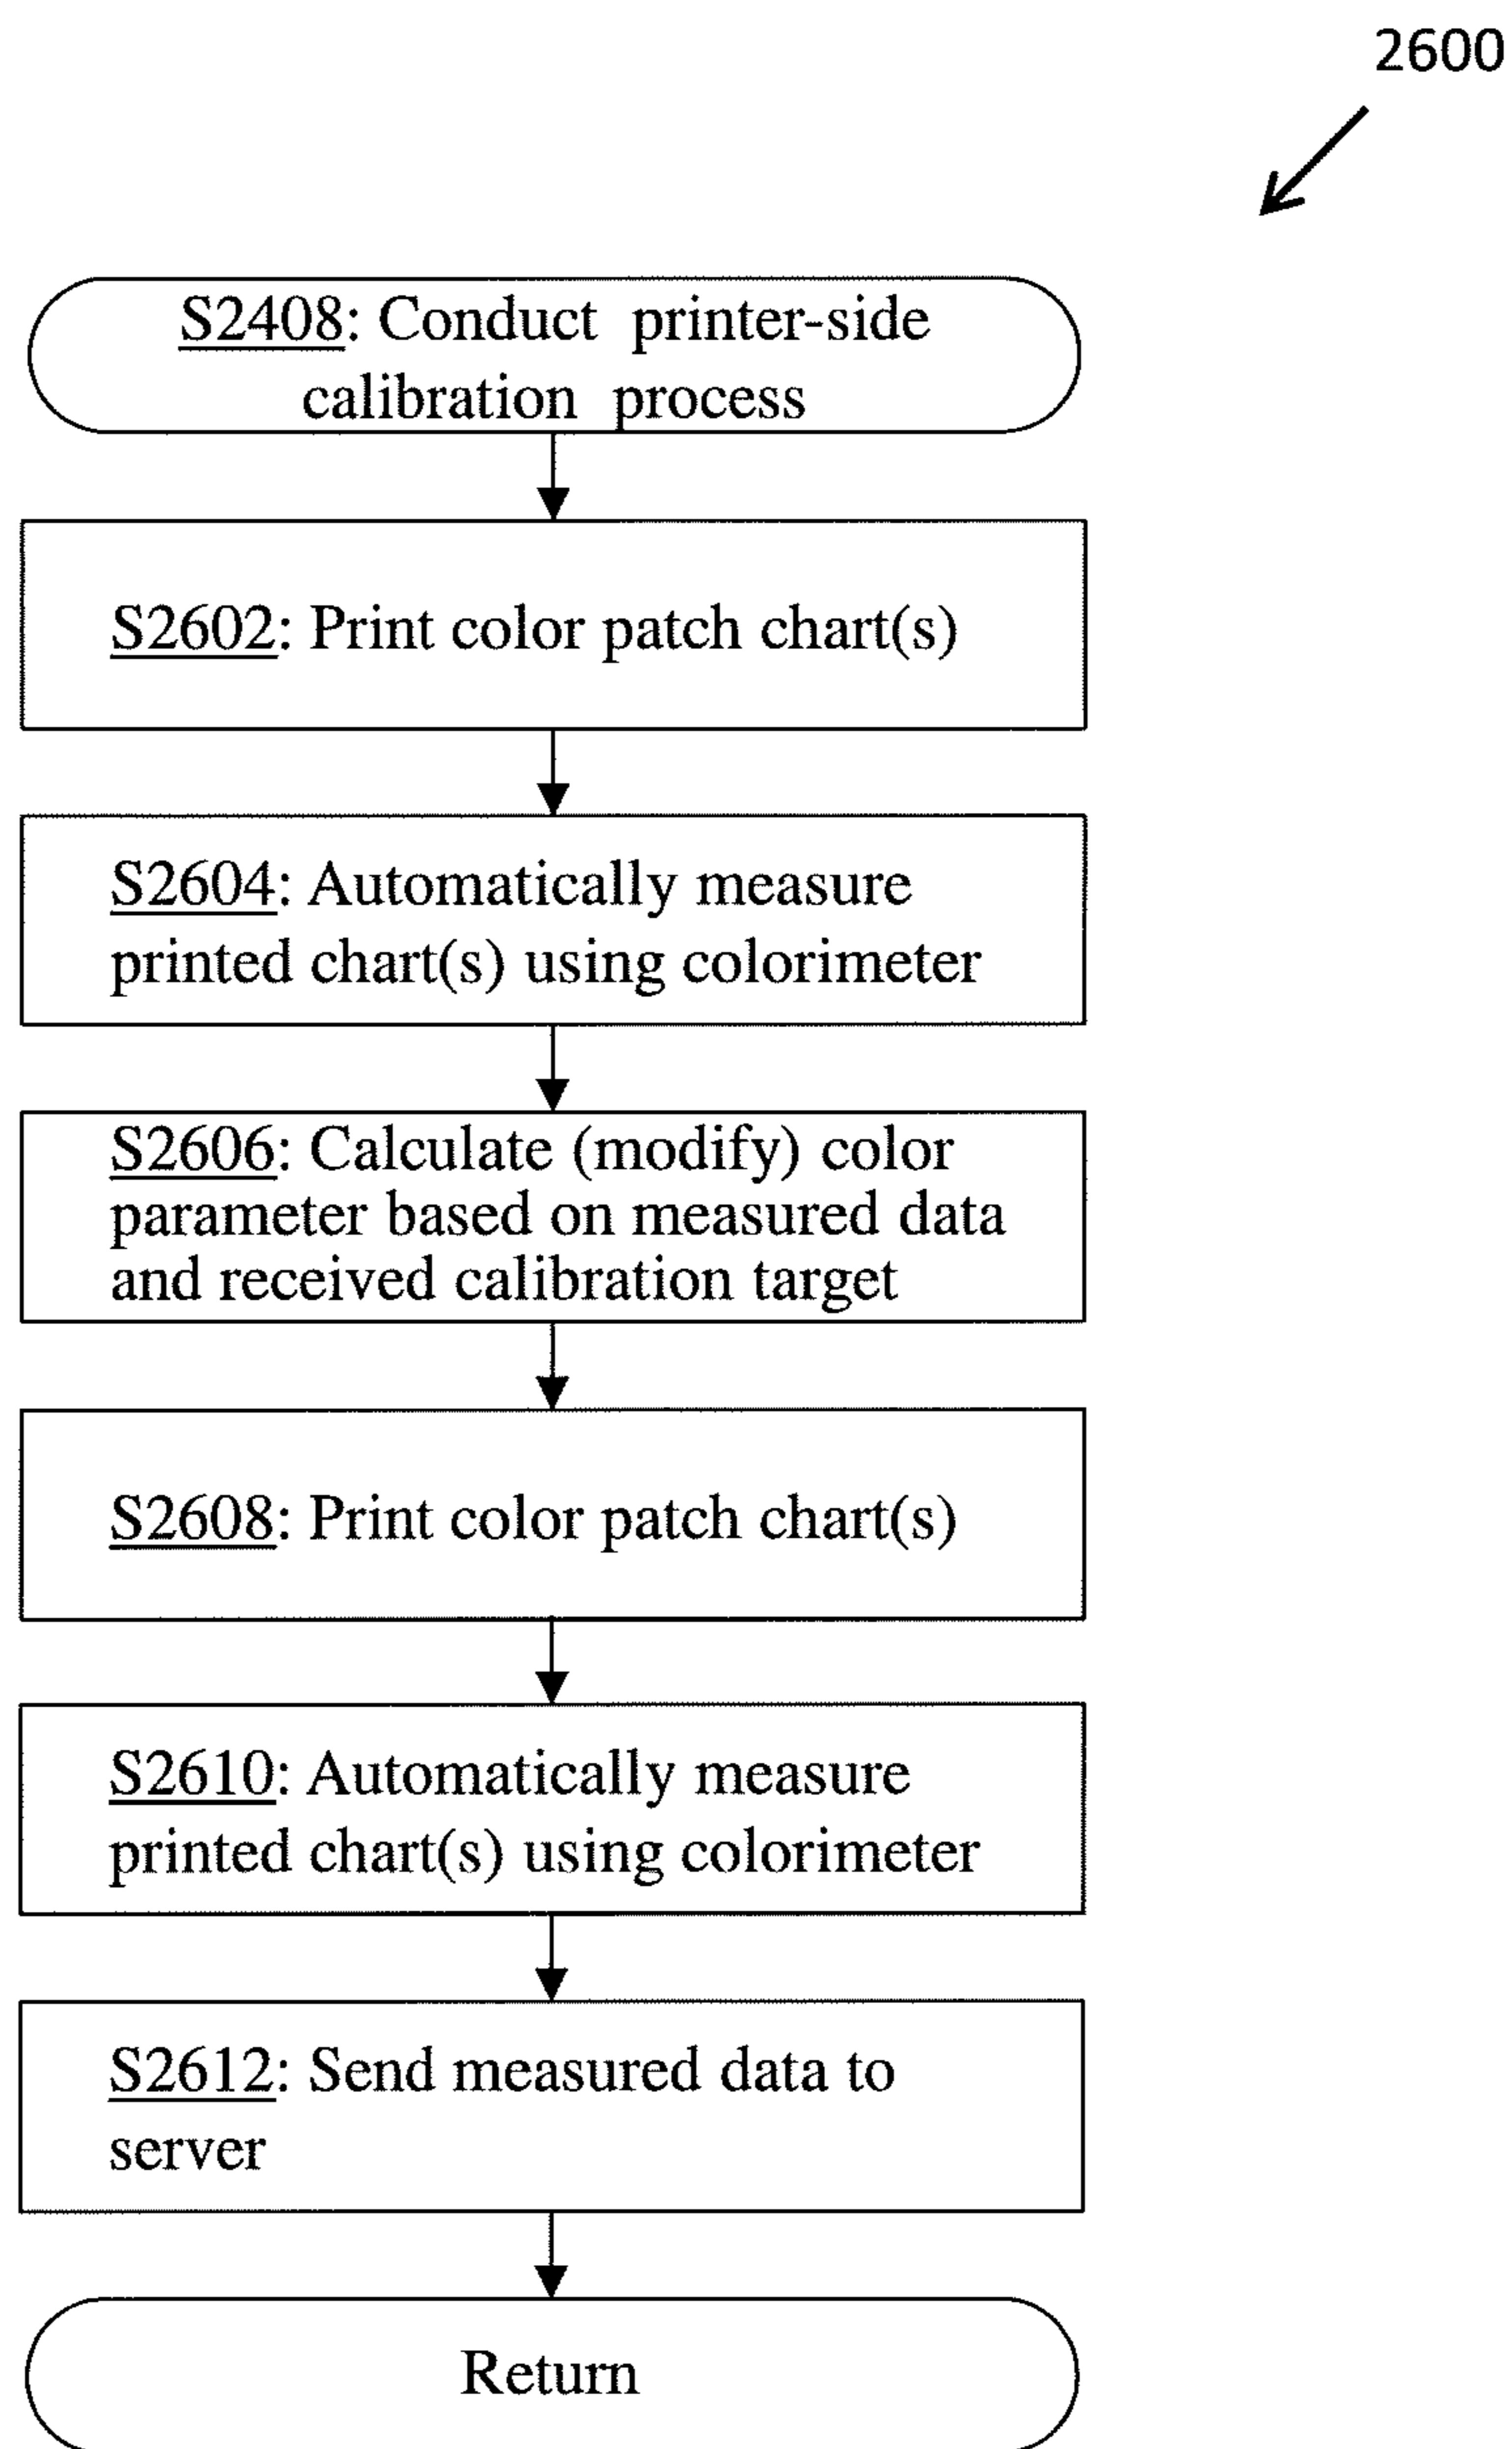 2600
S2408: Conduct printer-side
calibration process
S2602: Print color patch chart(s)
S2604: Automatically measure
printed chart(s) using colorimeter
S2606: Calculate (modify) color
parameter based on measured data
and received calibration target
S2608: Print color patch chart(s)
S2610: Automatically measure
printed chart(s) using colorimeter
S2612: Send measured data to
server
Return